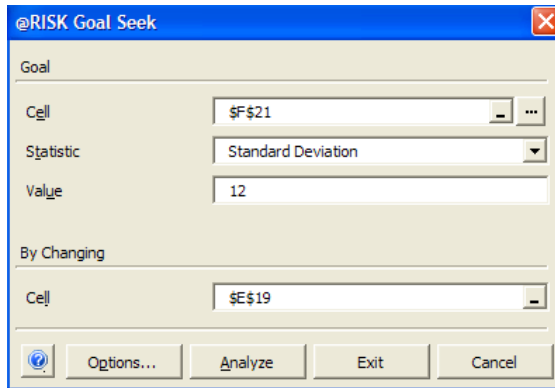 @RISK Goal Seek
Goal
Cell $F$21 ...
Statistic Standard Deviation
Value 12
By Changing
Cell $E$19
Options... Analyze Exit Cancel